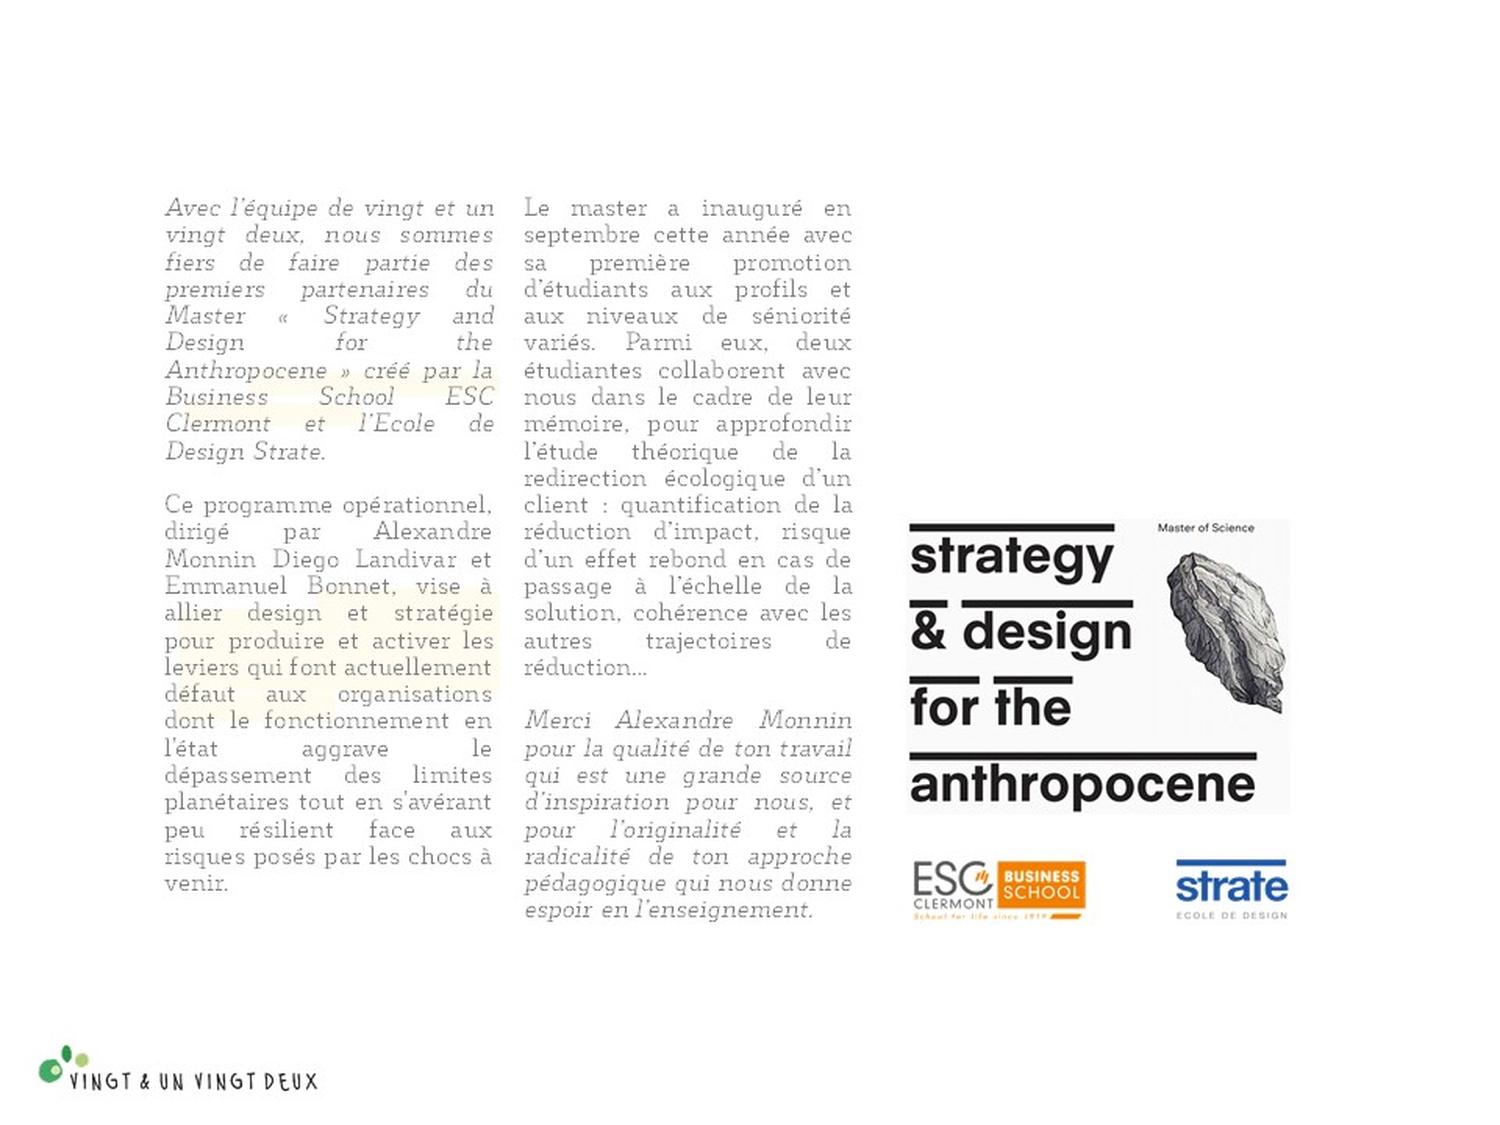 Avec l'équipe de vingt et un
vingt deux, nous sommes
fiers de faire partie des
premiers partenaires du
Master « Strategy and
Design for the
Anthropocene » créé par la
Business School ESC
Clermont et l'Ecole de
Design Strate.
Ce programme opérationnel,
dirigé par Alexandre
Monnin Diego Landivar et
Emmanuel Bonnet, vise à
allier design et stratégie
pour produire et activer les
leviers qui font actuellement
défaut aux organisations
dont le fonctionnement en
l'état aggrave le
dépassement des limites
planétaires tout en s'avérant
peu résilient face aux
risques posés par les chocs à
venir.
Le master a inauguré en
septembre cette année avec
sa première promotion
d'étudiants aux profils et
aux niveaux de séniorité
variés. Parmi eux, deux
étudiantes collaborent avec
nous dans le cadre de leur
mémoire, pour approfondir
l'étude théorique de la
redirection écologique d'un
client : quantification de la
réduction d'impact, risque
d'un effet rebond en cas de
passage à l'échelle de la
solution, cohérence avec les
autres trajectoires de
réduction...
Merci Alexandre Monnin
pour la qualité de ton travail
qui est une grande source
d'inspiration pour nous, et
pour l'originalité et la
radicalité de ton approche
pédagogique qui nous donne
espoir en l'enseignement.
Master of Science
strategy
& design
for the
anthropocene
ESC
CLERMONT
BUSINESS
SCHOOL
School for life since 1919
strate
ECOLE DE DESIGN
VINGT & UN VINGT DEUX